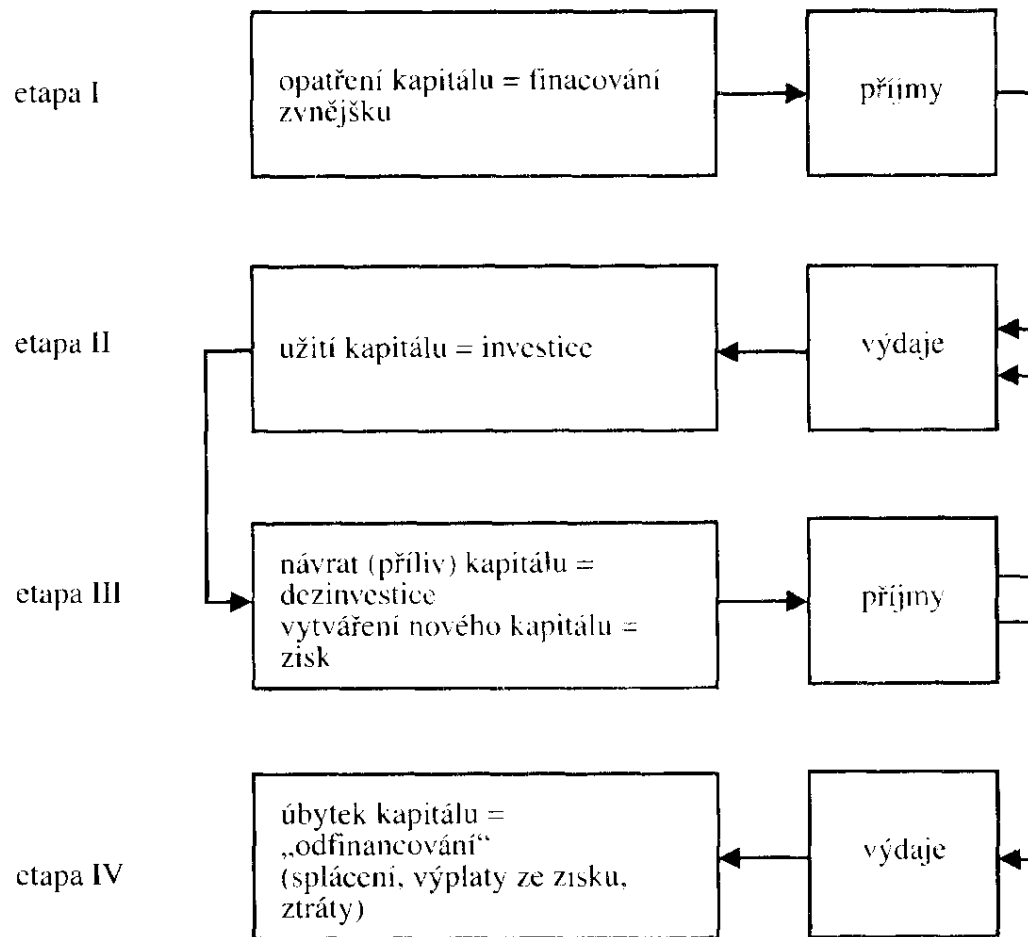 etapa I
opatření kapitálu = finacování
zvnějšku
příjmy
etapa II
užití kapitálu = investice
výdaje
etapa III
návrat (příliv) kapitálu =
dezinvestice
vytváření nového kapitálu =
zisk
příjmy
etapa IV
úbytek kapitálu =
„odfinancování“
(splácení, výplaty ze zisku,
ztráty)
výdaje